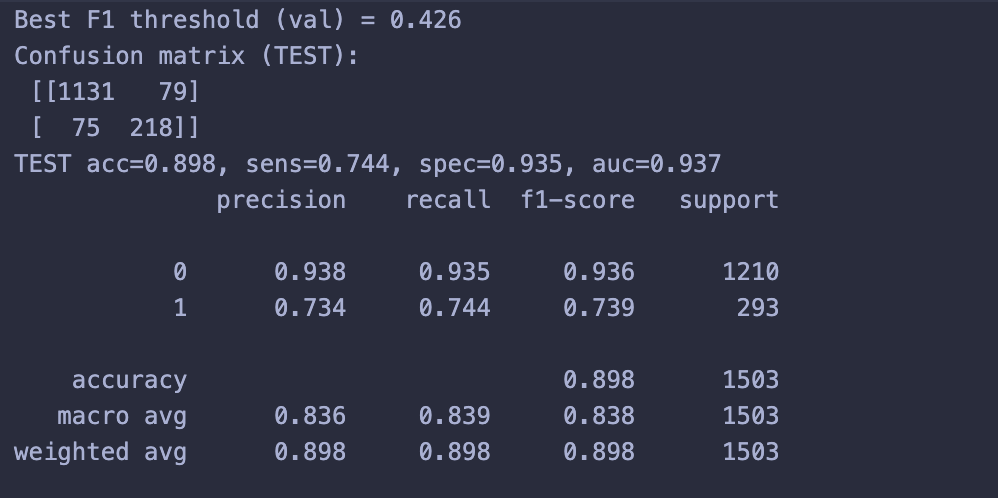 Best F1 threshold (val) = 0.426
Confusion matrix (TEST):
[[1131   79]
[  75  218]]
TEST acc=0.898, sens=0.744, spec=0.935, auc=0.937
precision    recall  f1-score   support
0      0.938     0.935     0.936      1210
1      0.734     0.744     0.739       293
accuracy                          0.898      1503
macro avg      0.836     0.839     0.838      1503
weighted avg      0.898     0.898     0.898      1503